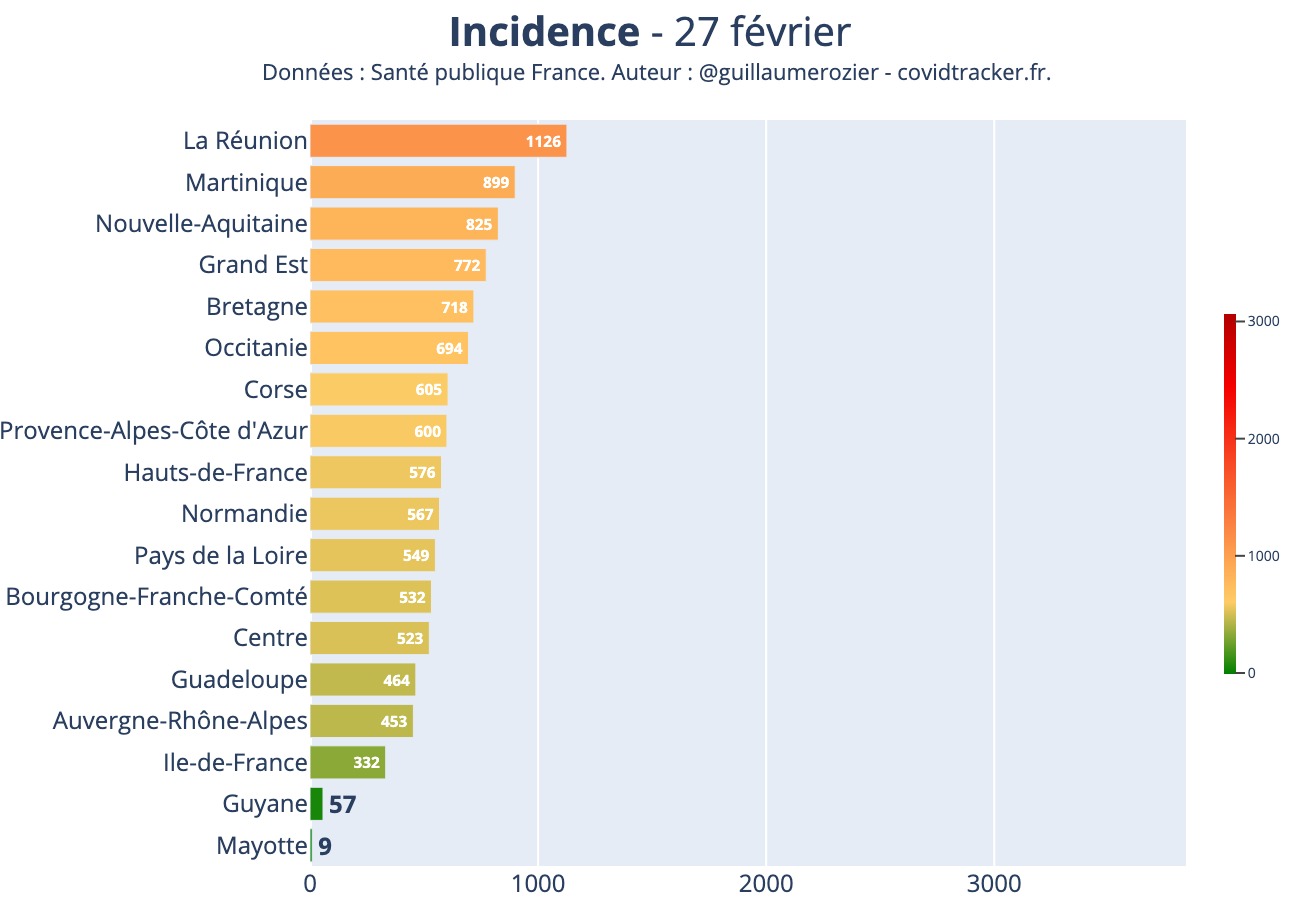 Incidence - 27 février
Données : Santé publique France. Auteur : @guillaumerozier - covidtracker.fr.
La Réunion 1126
Martinique 899
Nouvelle-Aquitaine 825
Grand Est 772
Bretagne 718
Occitanie 694
Corse 605
Provence-Alpes-Côte d'Azur 600
Hauts-de-France 576
Normandie 567
Pays de la Loire 549
Bourgogne-Franche-Comté 532
Centre 523
Guadeloupe 464
Auvergne-Rhône-Alpes 453
Ile-de-France 332
Guyane 57
Mayotte 9
0 1000 2000 3000
3000
2000
1000
0